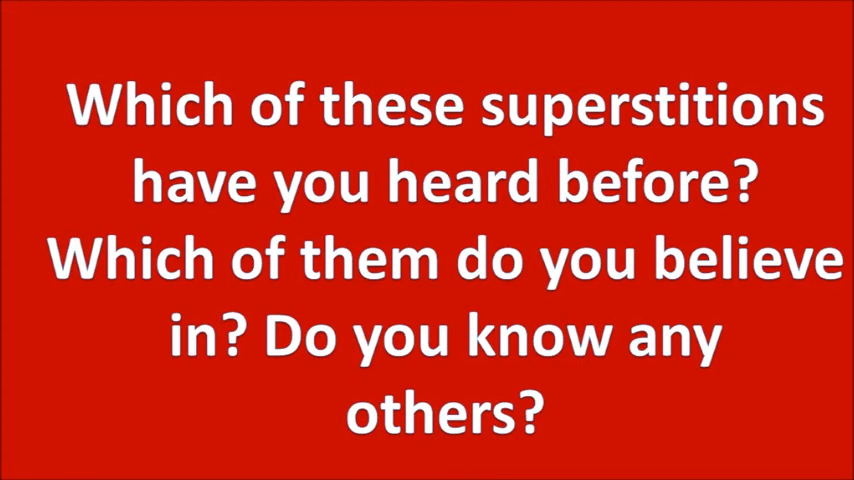 Which of these superstitions
have you heard before?
Which of them do you believe
in? Do you know any
others?